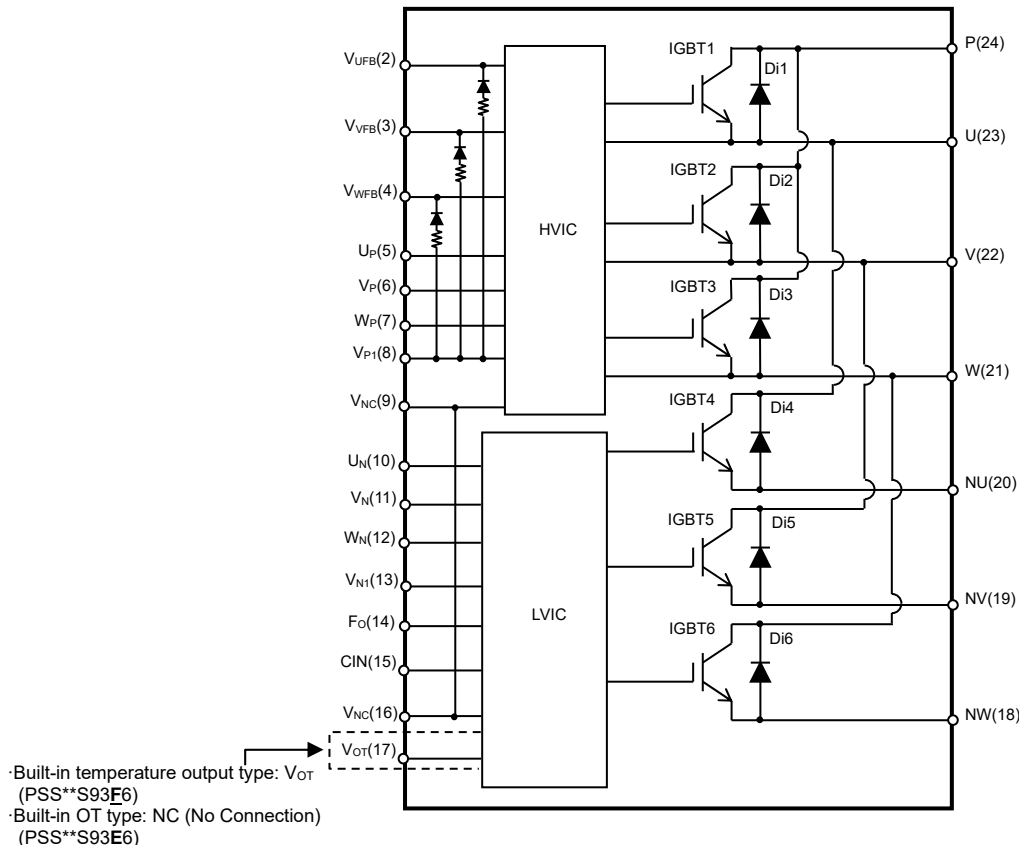 VUFB(2)
VVFB(3)
VWFB(4)
UP(5)
VP(6)
WP(7)
VP1(8)
VNC(9)
UN(10)
VN(11)
WN(12)
VN1(13)
FO(14)
CIN(15)
VNC(16)
VOT(17)
HVIC
LVIC
IGBT1
Di1
IGBT2
Di2
IGBT3
Di3
IGBT4
Di4
IGBT5
Di5
IGBT6
Di6
P(24)
U(23)
V(22)
W(21)
NU(20)
NV(19)
NW(18)
·Built-in temperature output type: VOT
(PSS**S93F6)
·Built-in OT type: NC (No Connection)
(PSS**S93E6)